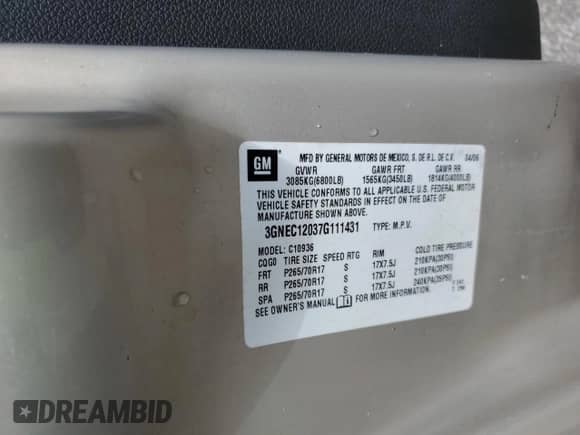 GM
MFD BY GENERAL MOTORS DE MEXICO, S. DE R.L. DE C.V. 04/06
GVWR GAWR FRT GAWR RR
3085KG(6800LB) 1565KG(3450LB) 1814KG(4000LB)
THIS VEHICLE CONFORMS TO ALL APPLICABLE U.S. FEDERAL MOTOR
VEHICLE SAFETY STANDARDS IN EFFECT ON THE DATE OF
MANUFACTURE SHOWN ABOVE.
3GNEC12037G111431 TYPE: M.P.V.
MODEL: C10936
COGO TIRE SIZE SPEED RTG RIM COLD TIRE PRESSURE
FRT P265/70R17 S 17X7.5J 210KPA(30PSI)
RR P265/70R17 S 17X7.5J 210KPA(30PSI)
SPA P265/70R17 S 17X7.5J 240KPA(35PSI)
SEE OWNER'S MANUAL FOR MORE INFORMATION.
DREAMBID